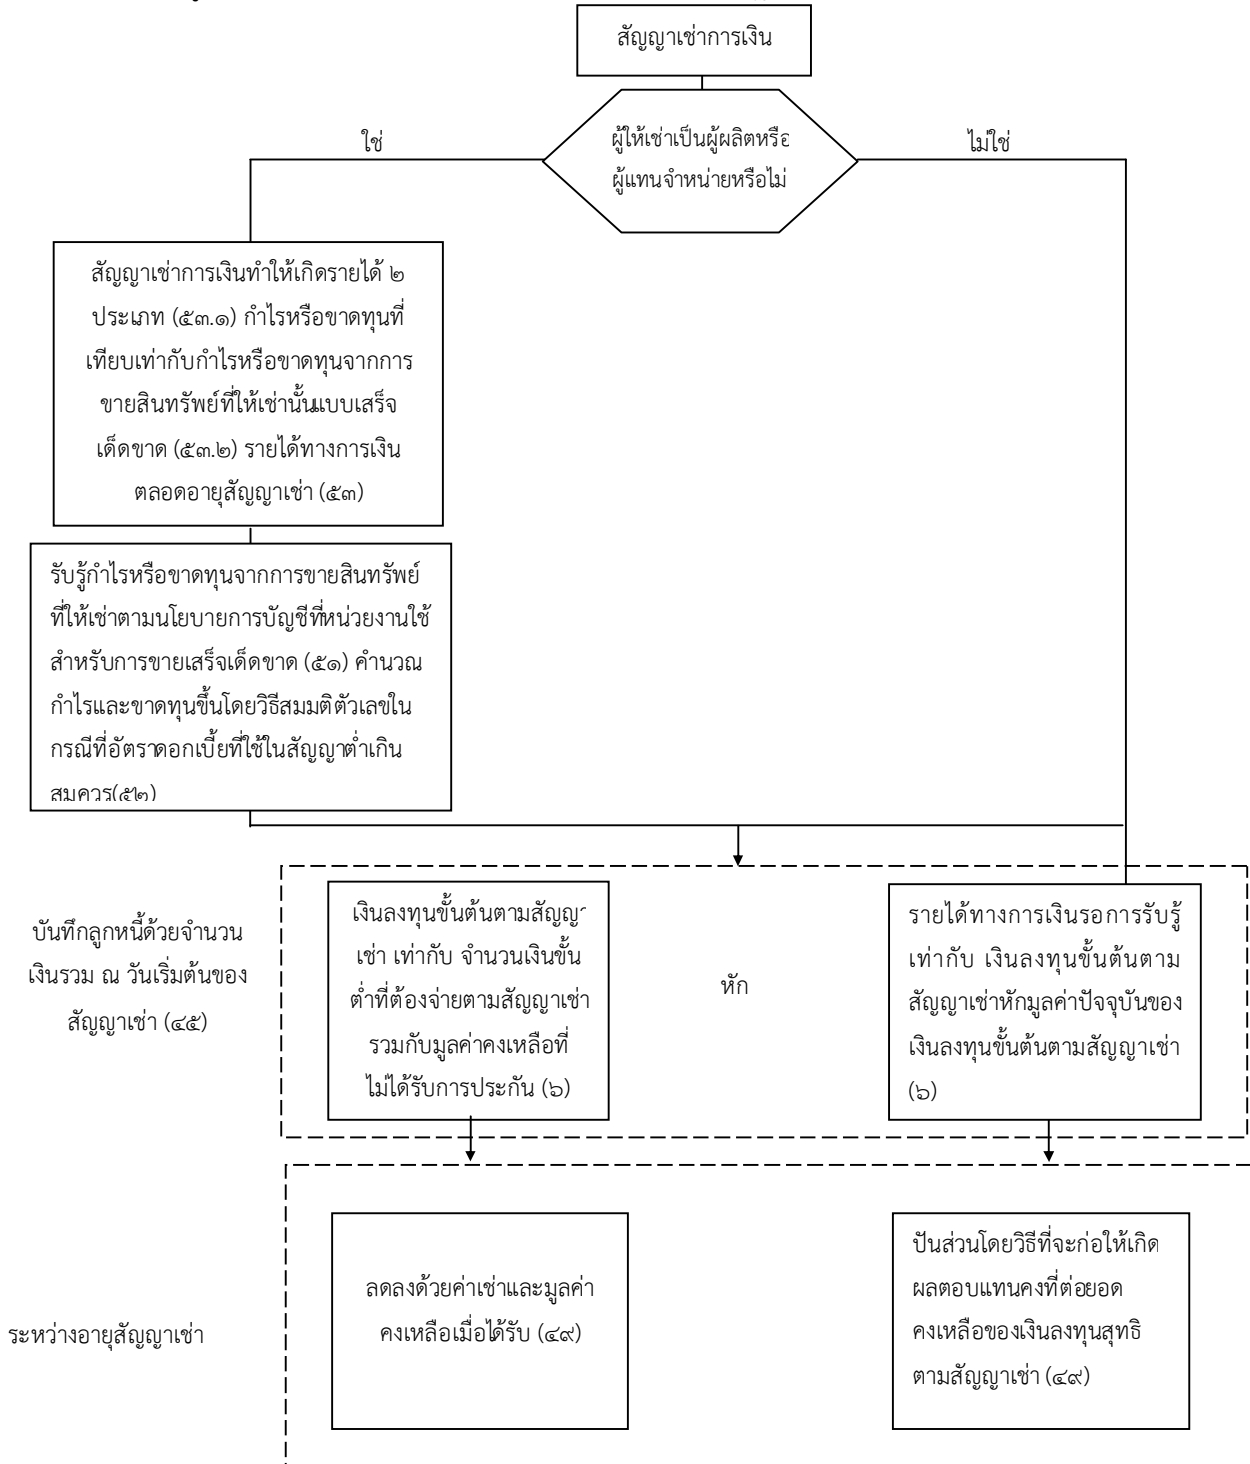 สัญญาเช่าการเงิน
ผู้ให้เช่าเป็นผู้ผลิตหรือ
ผู้แทนจำหน่ายหรือไม่
ใช่
ไม่ใช่
สัญญาเช่าการเงินทำให้เกิดรายได้ ๒
ประเภท (๕๓.๑) กำไรหรือขาดทุนที่
เทียบเท่ากับกำไรหรือขาดทุนจากการ
ขายสินทรัพย์ที่ให้เช่านั้นแบบเสร็จ
เด็ดขาด (๕๓.๒) รายได้ทางการเงิน
ตลอดอายุสัญญาเช่า (๕๓)
รับรู้กำไรหรือขาดทุนจากการขายสินทรัพย์
ที่ให้เช่าตามนโยบายการบัญชีที่หน่วยงานใช้
สำหรับการขายเสร็จเด็ดขาด (๕๑) คำนวณ
กำไรและขาดทุนขึ้นโดยวิธีสมมติตัวเลขใน
กรณีที่อัตราดอกเบี้ยที่ใช้ในสัญญาต่ำเกิน
สมควร(๕๒)
บันทึกลูกหนี้ด้วยจำนวน
เงินรวม ณ วันเริ่มต้นของ
สัญญาเช่า (๔๕)
เงินลงทุนขั้นต้นตามสัญญา
เช่า เท่ากับ จำนวนเงินขั้น
ต่ำที่ต้องจ่ายตามสัญญาเช่า
รวมกับมูลค่าคงเหลือที่
ไม่ได้รับการประกัน (๖)
หัก
รายได้ทางการเงินรอการรับรู้
เท่ากับ เงินลงทุนขั้นต้นตาม
สัญญาเช่าหักมูลค่าปัจจุบันของ
เงินลงทุนขั้นต้นตามสัญญาเช่า
(๖)
ระหว่างอายุสัญญาเช่า
ลดลงด้วยค่าเช่าและมูลค่า
คงเหลือเมื่อได้รับ (๔๙)
ปันส่วนโดยวิธีที่จะก่อให้เกิด
ผลตอบแทนคงที่ต่อยอด
คงเหลือของเงินลงทุนสุทธิ
ตามสัญญาเช่า (๔๙)